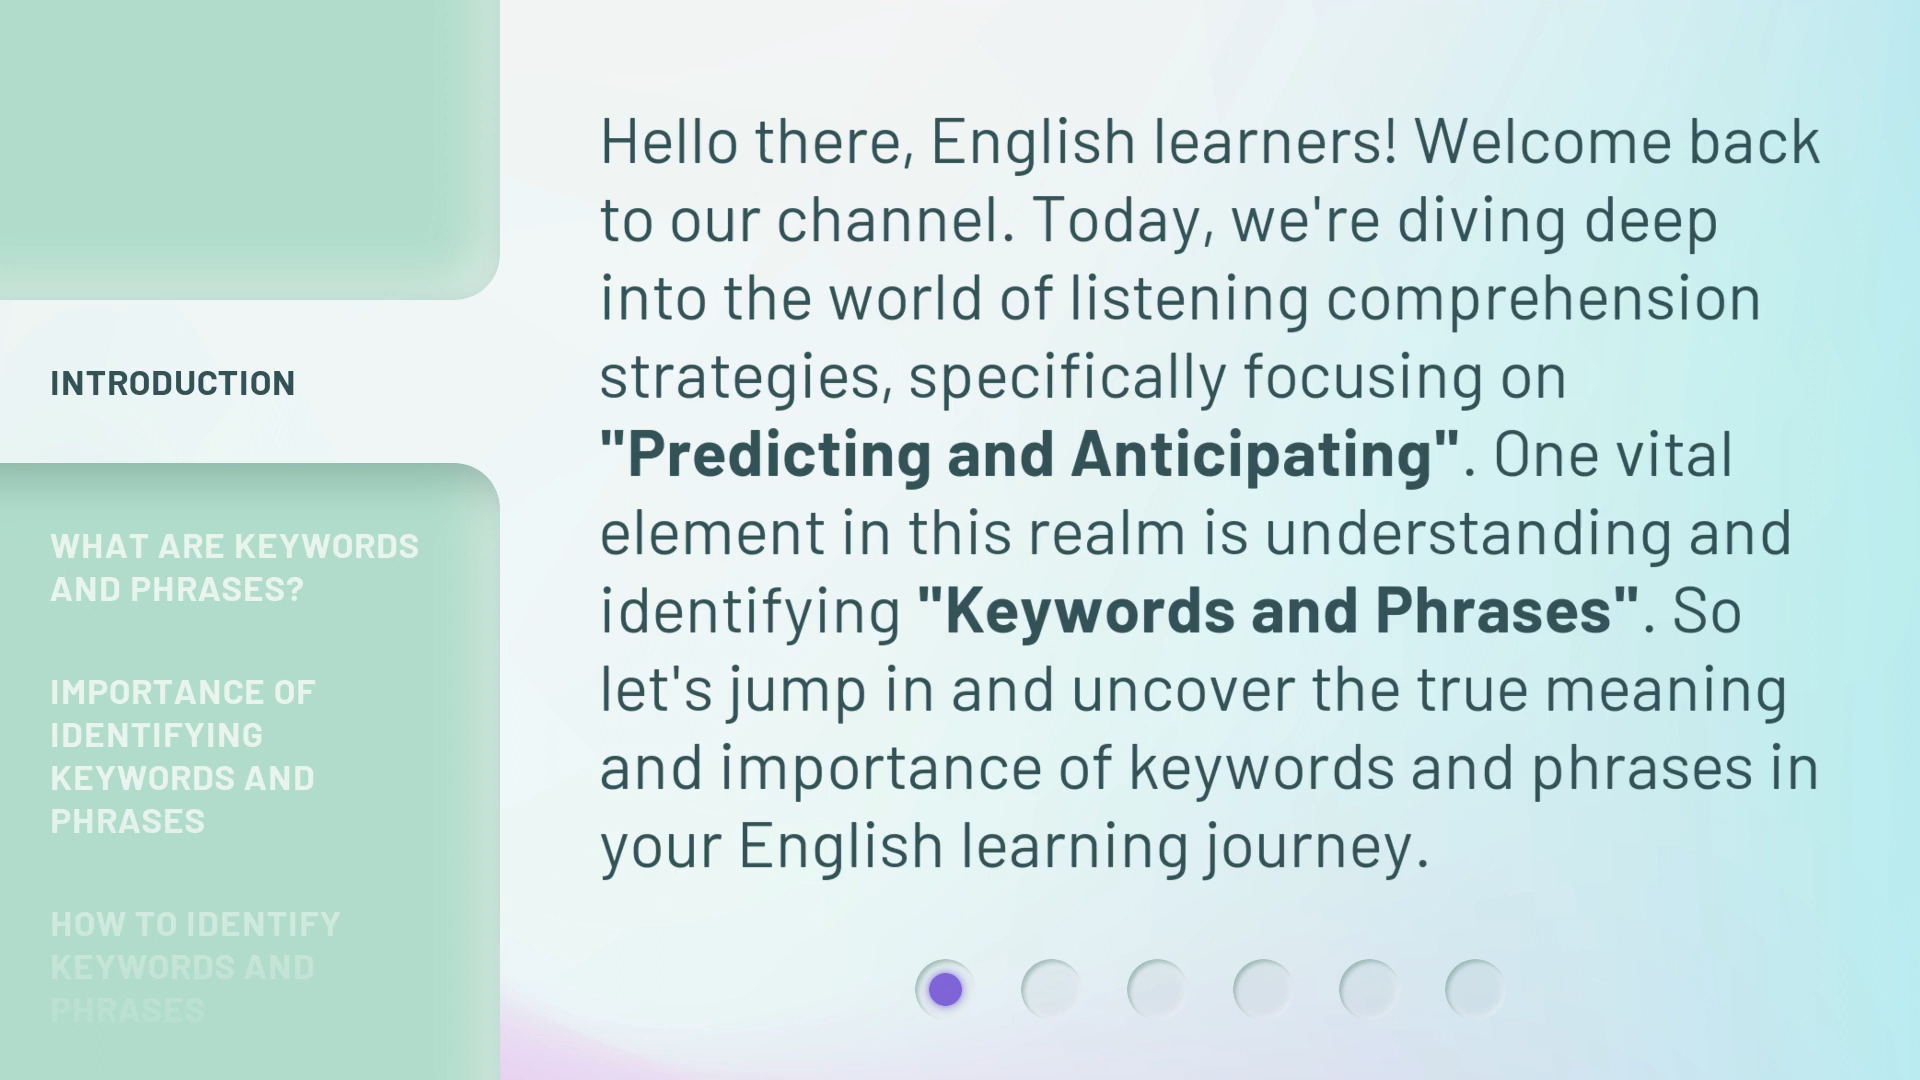 INTRODUCTION
WHAT ARE KEYWORDS
AND PHRASES?
IMPORTANCE OF
IDENTIFYING
KEYWORDS AND
PHRASES
HOW TO IDENTIFY
KEYWORDS AND
PHRASES
Hello there, English learners! Welcome back
to our channel. Today, we're diving deep
into the world of listening comprehension
strategies, specifically focusing on
"Predicting and Anticipating". One vital
element in this realm is understanding and
identifying "Keywords and Phrases". So
let's jump in and uncover the true meaning
and importance of keywords and phrases in
your English learning journey.